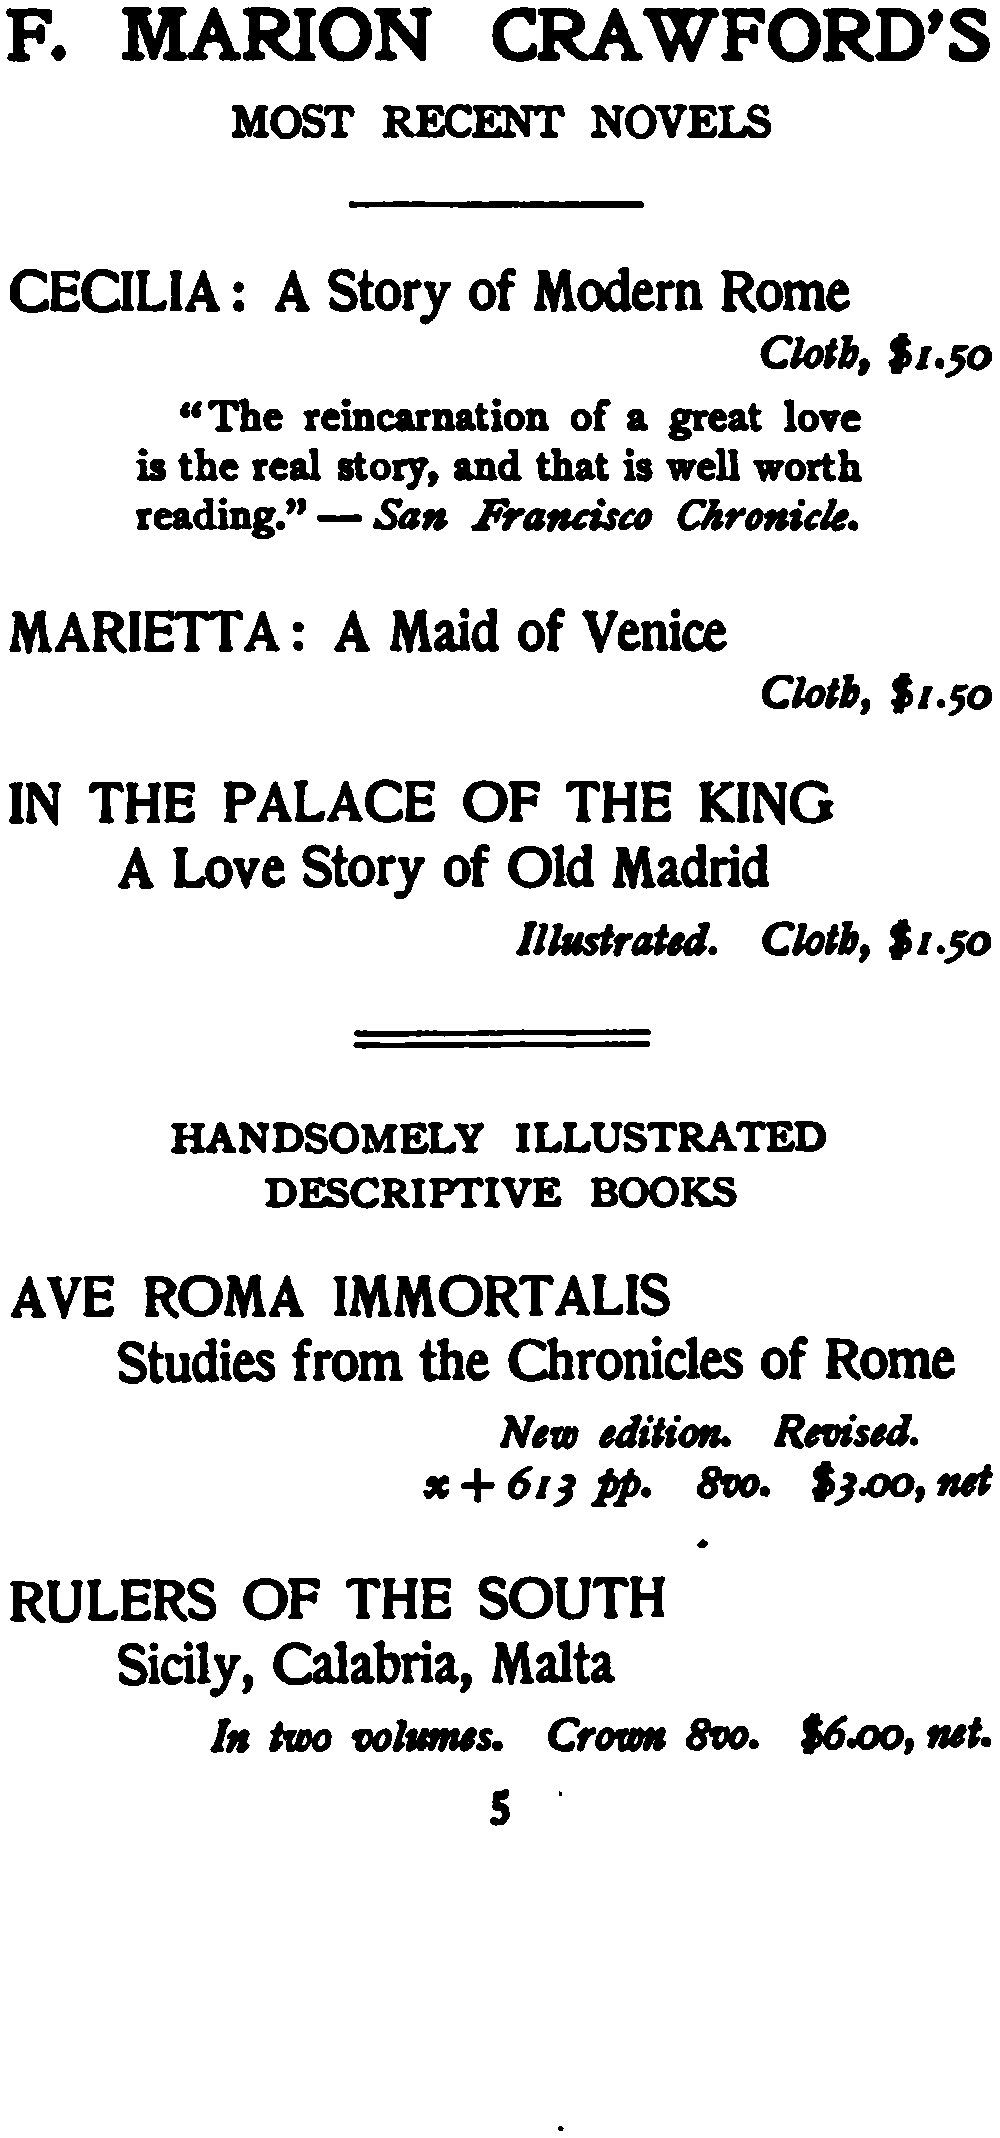 F. MARION CRAWFORD'S
MOST RECENT NOVELS
CECILIA: A Story of Modern Rome
Cloth, $1.50
“The reincarnation of a great love
is the real story, and that is well worth
reading.” — San Francisco Chronicle.
MARIETTA: A Maid of Venice
Cloth, $1.50
IN THE PALACE OF THE KING
A Love Story of Old Madrid
Illustrated. Cloth, $1.50
HANDSOMELY ILLUSTRATED
DESCRIPTIVE BOOKS
AVE ROMA IMMORTALIS
Studies from the Chronicles of Rome
New edition. Revised.
x + 613 pp. 8vo. $3.00, net
RULERS OF THE SOUTH
Sicily, Calabria, Malta
In two volumes. Crown 8vo. $6.00, net.
5